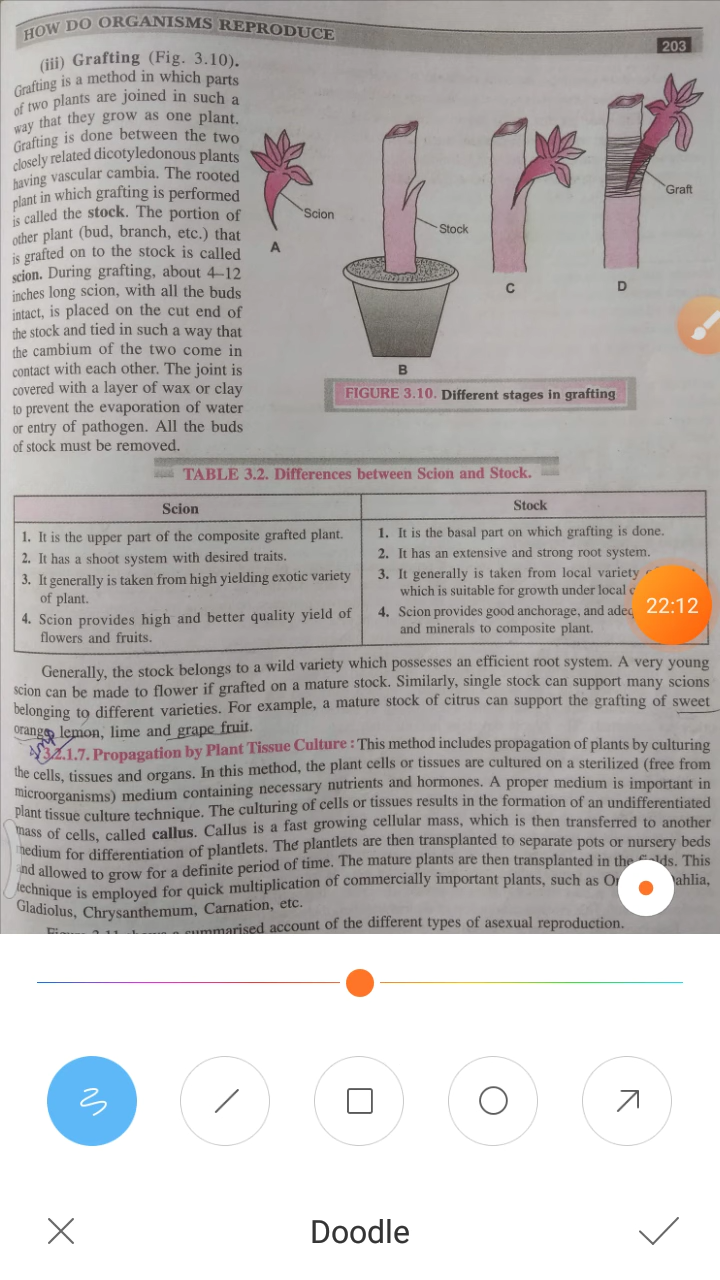 HOW DO ORGANISMS REPRODUCE
203
(iii) Grafting (Fig. 3.10).
Grafting is a method in which parts
of two plants are joined in such a
way that they grow as one plant.
Grafting is done between the two
closely related dicotyledonous plants
having vascular cambia. The rooted
plant in which grafting is performed
is called the stock. The portion of
other plant (bud, branch, etc.) that
is grafted on to the stock is called
scion. During grafting, about 4–12
inches long scion, with all the buds
intact, is placed on the cut end of
the stock and tied in such a way that
the cambium of the two come in
contact with each other. The joint is
covered with a layer of wax or clay
to prevent the evaporation of water
or entry of pathogen. All the buds
of stock must be removed.
Scion
A
Stock
B
C
Graft
D
FIGURE 3.10. Different stages in grafting
TABLE 3.2. Differences between Scion and Stock.
Scion
1. It is the upper part of the composite grafted plant.
2. It has a shoot system with desired traits.
3. It generally is taken from high yielding exotic variety
of plant.
4. Scion provides high and better quality yield of
flowers and fruits.
Stock
1. It is the basal part on which grafting is done.
2. It has an extensive and strong root system.
3. It generally is taken from local variety
which is suitable for growth under local
4. Scion provides good anchorage, and
and minerals to composite plant.
22:12
Generally, the stock belongs to a wild variety which possesses an efficient root system. A very young
scion can be made to flower if grafted on a mature stock. Similarly, single stock can support many scions
belonging to different varieties. For example, a mature stock of citrus can support the grafting of sweet
orange, lemon, lime and grape fruit.
3.2.1.7. Propagation by Plant Tissue Culture : This method includes propagation of plants by culturing
the cells, tissues and organs. In this method, the plant cells or tissues are cultured on a sterilized (free from
microorganisms) medium containing necessary nutrients and hormones. A proper medium is important in
plant tissue culture technique. The culturing of cells or tissues results in the formation of an undifferentiated
mass of cells, called callus. Callus is a fast growing cellular mass, which is then transferred to another
medium for differentiation of plantlets. The plantlets are then transplanted to separate pots or nursery beds
and allowed to grow for a definite period of time. The mature plants are then transplanted in the fields. This
technique is employed for quick multiplication of commercially important plants, such as
Gladiolus, Chrysanthemum, Carnation, etc.
summarised account of the different types of asexual reproduction.
Doodle